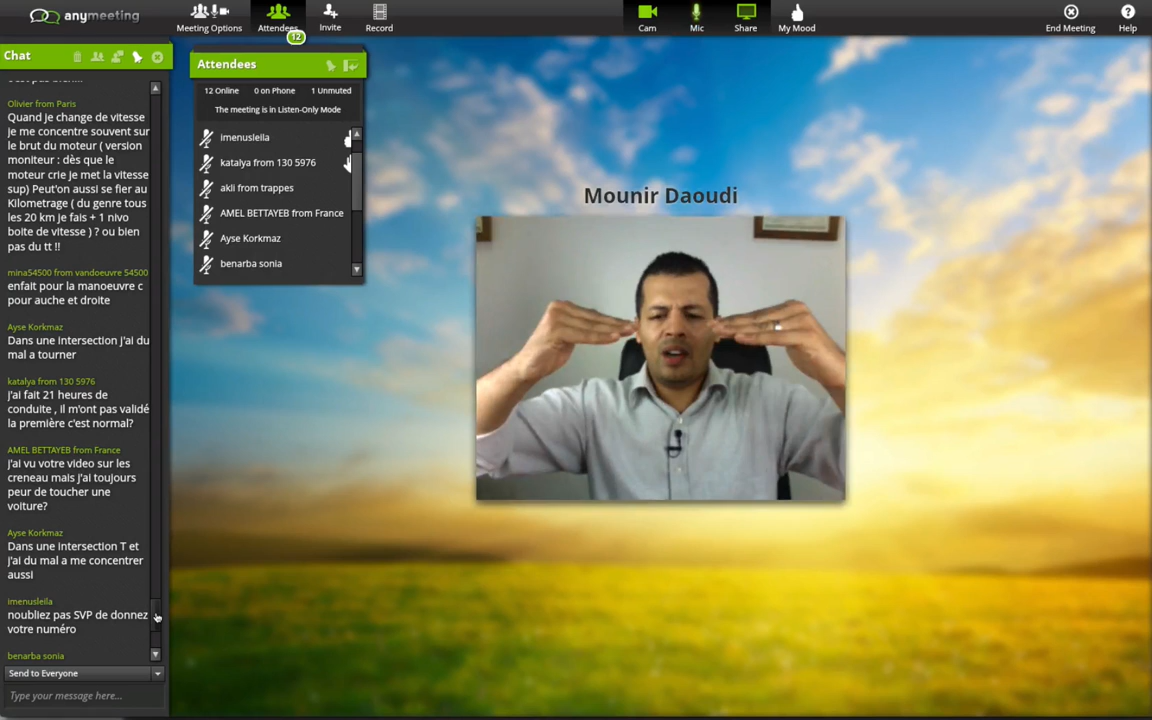 anymeeting
Meeting Options
Attendees
12
Invite
Record
Cam
Mic
Share
My Mood
End Meeting
Help
Chat
Olivier from Paris
Quand je change de vitesse
je me concentre souvent sur
le brut du moteur ( version
moniteur : dès que le
moteur crie je met la vitesse
sup) Peut'on aussi se fier au
Kilometrage ( du genre tous
les 20 km je fais + 1 nivo
boite de vitesse ) ? ou bien
pas du tt !!
mina54500 from vandoeuvre 54500
enfait pour la manoeuvre c
pour auche et droite
Ayse Korkmaz
Dans une intersection j'ai du
mal a tourner
katalya from 130 5976
j'ai fait 21 heures de
conduite , il m'ont pas validé
la première c'est normal?
AMEL BETTAYEB from France
j'ai vu votre video sur les
creneau mais j'ai toujours
peur de toucher une
voiture?
Ayse Korkmaz
Dans une intersection T et
j'ai du mal a me concentrer
aussi
imenusleila
noubliez pas SVP de donnez
votre numéro
benarba sonia
Send to Everyone
Type your message here...
Attendees
12 Online 0 on Phone 1 Unmuted
The meeting is in Listen-Only Mode
imenusleila
katalya from 130 5976
akli from trappes
AMEL BETTAYEB from France
Ayse Korkmaz
benarba sonia
Mounir Daoudi